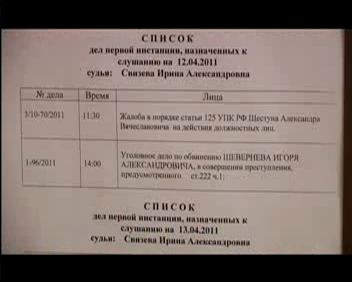 СПИСОК
дел первой инстанции, назначенных к
слушанию на 12.04.2011
судьи: Свизева Ирина Александровна
№ дела Время Лица
3/10-70/2011 11:30 Жалоба в порядке статьи 125 УПК РФ Шестуна Александра
Вячеславовича на действия должностных лиц.
1-96/2011 14:00 Уголовное дело по обвинению ШЕВЕРНЕВА ИГОРЯ
АЛЕКСАНДРОВИЧА, в совершении преступления,
предусмотренного ст.222 ч.1;
СПИСОК
дел первой инстанции, назначенных к
слушанию на 13.04.2011
судьи: Свизева Ирина Александровна